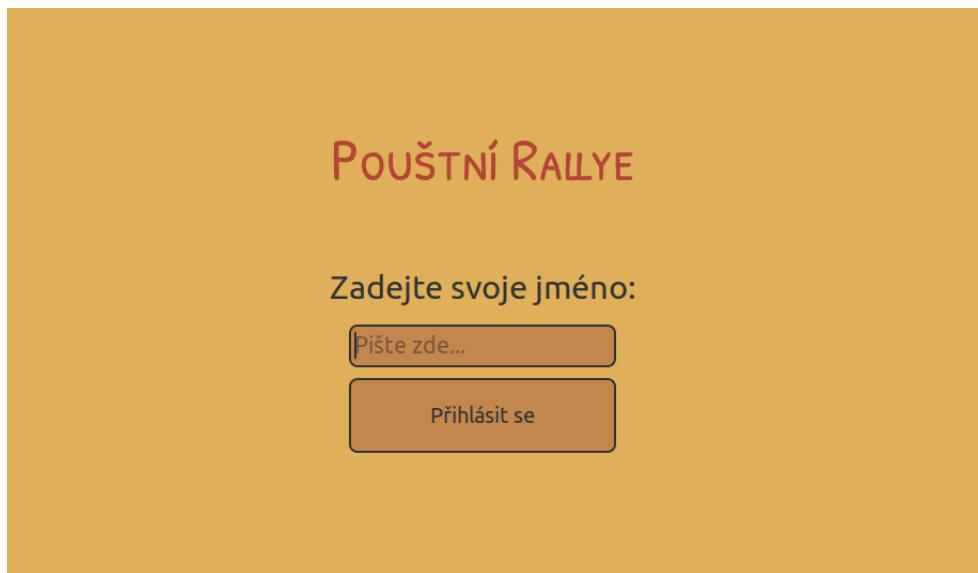 Pouštní Rallye
Zadejte svoje jméno:
Pište zde...
Přihlásit se